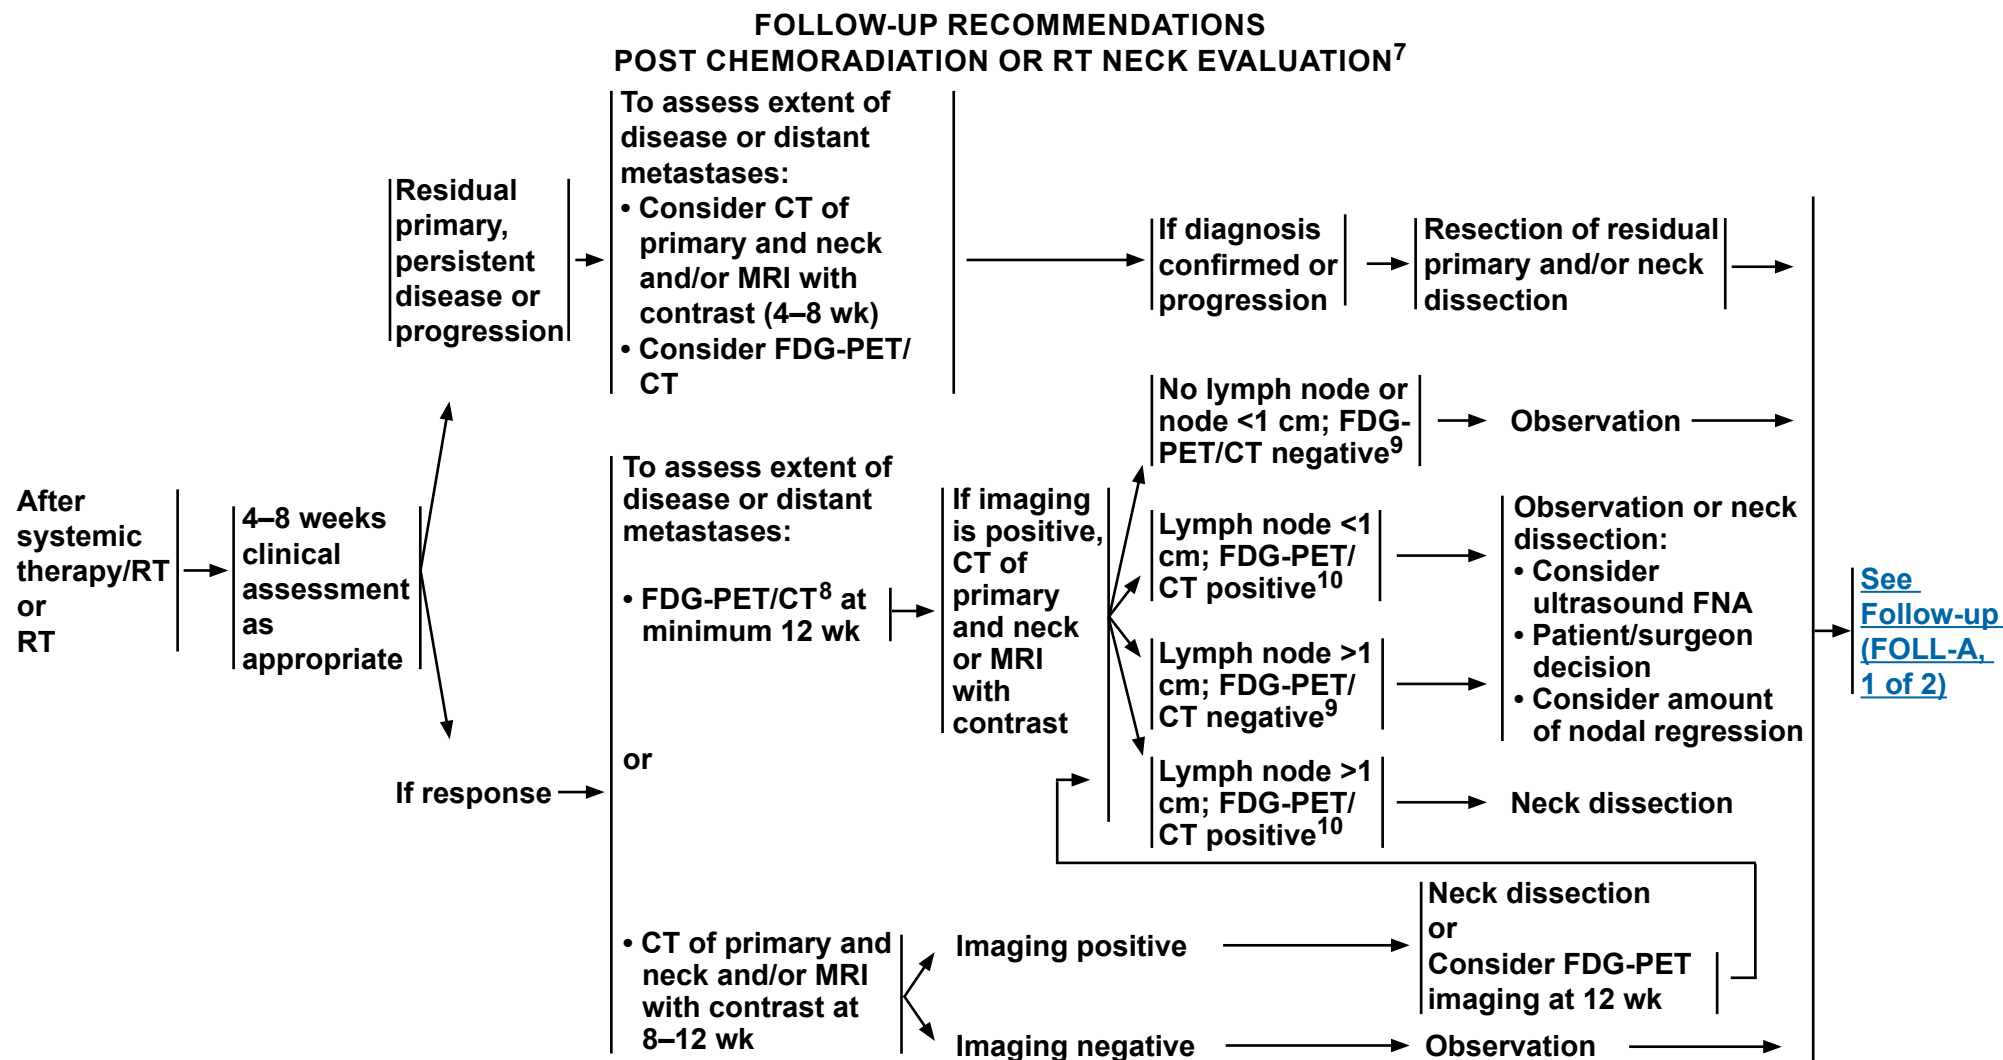 FOLLOW-UP RECOMMENDATIONS
POST CHEMORADIATION OR RT NECK EVALUATION7
After
systemic
therapy/RT
or
RT
4–8 weeks
clinical
assessment
as
appropriate
Residual
primary,
persistent
disease or
progression
To assess extent of
disease or distant
metastases:
• Consider CT of
primary and neck
and/or MRI with
contrast (4–8 wk)
• Consider FDG-PET/
CT
If diagnosis
confirmed or
progression
Resection of residual
primary and/or neck
dissection
If response
To assess extent of
disease or distant
metastases:
• FDG-PET/CT8 at
minimum 12 wk
or
• CT of primary and
neck and/or MRI
with contrast at
8–12 wk
If imaging
is positive,
CT of
primary
and neck
or MRI
with
contrast
No lymph node or
node <1 cm; FDG-
PET/CT negative9
Observation
Lymph node <1
cm; FDG-PET/
CT positive10
Lymph node >1
cm; FDG-PET/
CT negative9
Observation or neck
dissection:
• Consider
ultrasound FNA
• Patient/surgeon
decision
• Consider amount
of nodal regression
Lymph node >1
cm; FDG-PET/
CT positive10
Neck dissection
Imaging positive
Neck dissection
or
Consider FDG-PET
imaging at 12 wk
Imaging negative
Observation
See
Follow-up
(FOLL-A,
1 of 2)